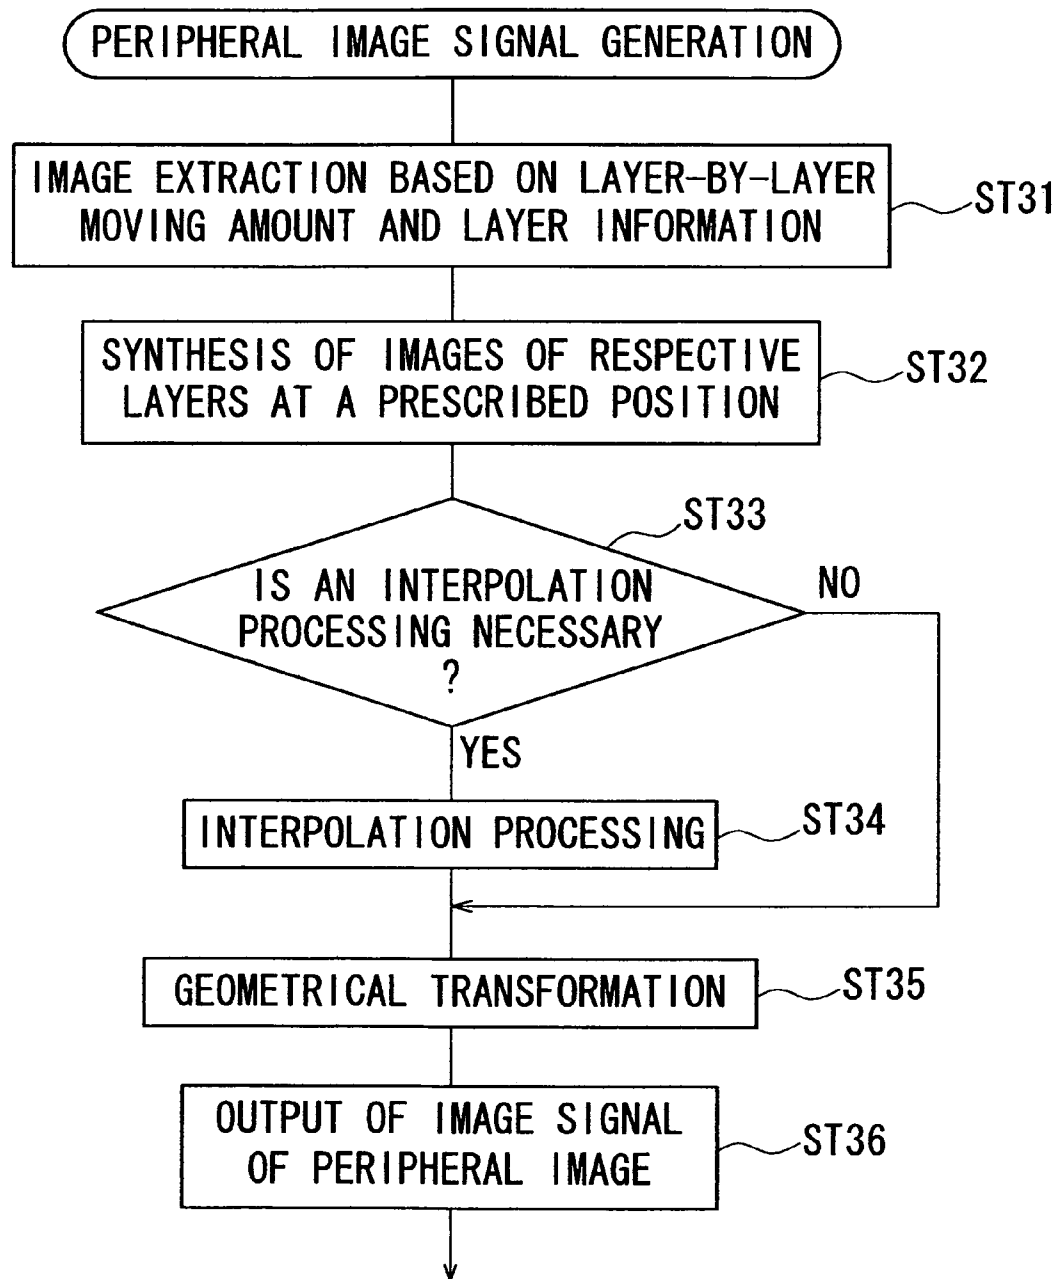 PERIPHERAL IMAGE SIGNAL GENERATION
IMAGE EXTRACTION BASED ON LAYER-BY-LAYER
MOVING AMOUNT AND LAYER INFORMATION
ST31
SYNTHESIS OF IMAGES OF RESPECTIVE
LAYERS AT A PRESCRIBED POSITION
ST32
ST33
IS AN INTERPOLATION
PROCESSING NECESSARY
?
NO
YES
INTERPOLATION PROCESSING
ST34
GEOMETRICAL TRANSFORMATION
ST35
OUTPUT OF IMAGE SIGNAL
OF PERIPHERAL IMAGE
ST36